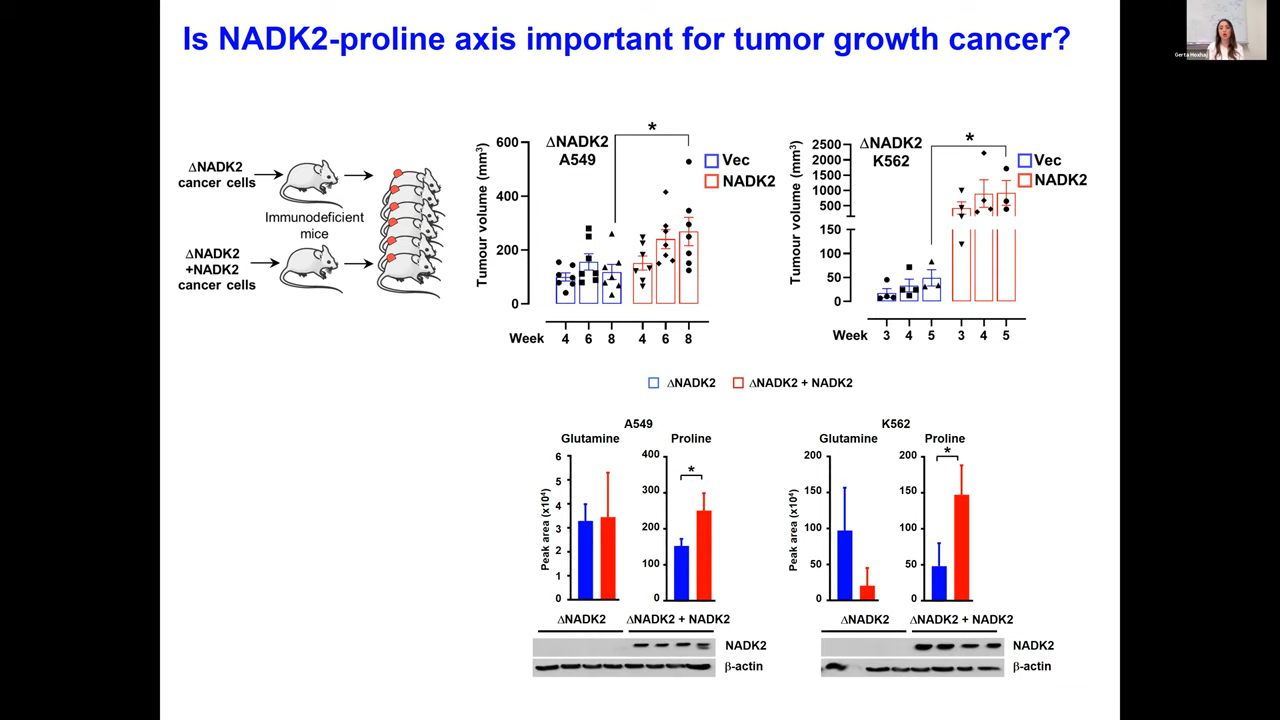 Is NADK2-proline axis important for tumor growth cancer?
Gerta Hoxhaj
ΔNADK2
cancer cells
Immunodeficient
mice
ΔNADK2
+NADK2
cancer cells
Tumour volume (mm³)
600
400
200
0
ΔNADK2
A549
*
Vec
NADK2
Week 4 6 8 4 6 8
Tumour volume (mm³)
2500
2000
1500
1000
500
150
100
50
0
ΔNADK2
K562
*
Vec
NADK2
Week 3 4 5 3 4 5
ΔNADK2 ΔNADK2 + NADK2
A549
Glutamine Proline
Peak area (x10⁴)
6
5
4
3
2
1
0
400
300
200
100
0
*
ΔNADK2 ΔNADK2 + NADK2
NADK2
β-actin
K562
Glutamine Proline
Peak area (x10⁴)
200
150
100
50
0
200
150
100
50
0
*
ΔNADK2 ΔNADK2 + NADK2
NADK2
β-actin